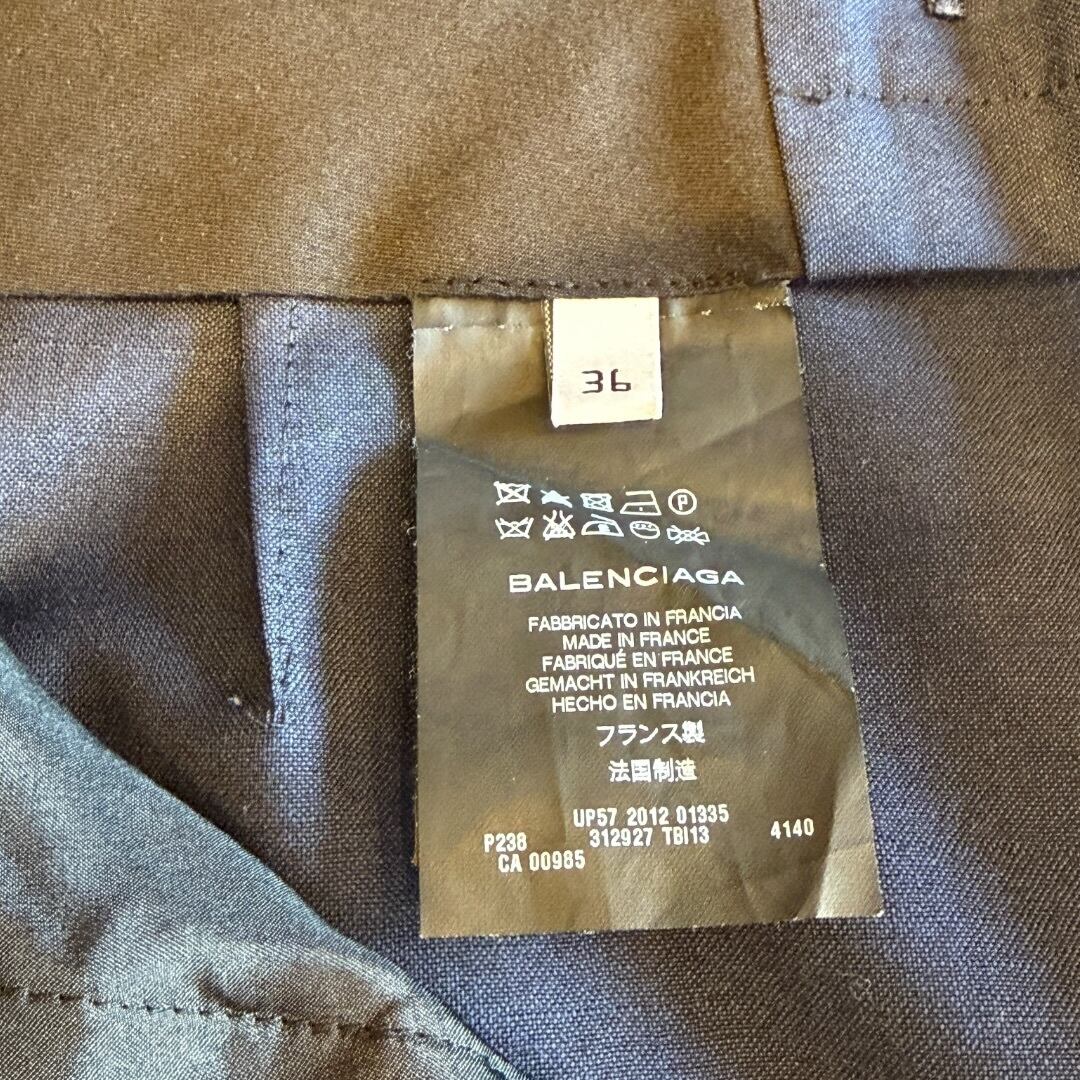 36
P
BALENCIAGA
FABBRICATO IN FRANCIA
MADE IN FRANCE
FABRIQUÉ EN FRANCE
GEMACHT IN FRANKREICH
HECHO EN FRANCIA
フランス製
法国制造
UP57 2012 01335
P238 312927 TBI13 4140
CA 00985